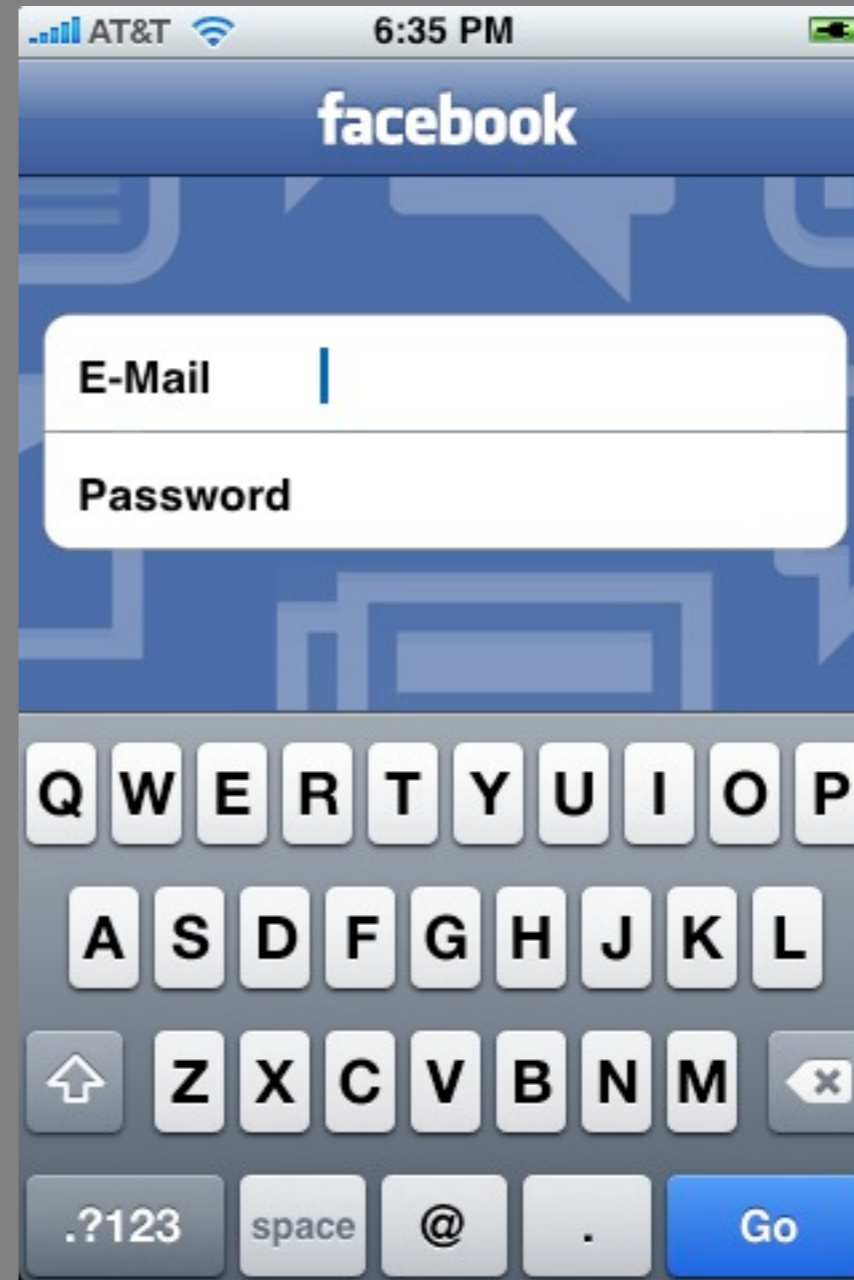 AT&T 6:35 PM
facebook
E-Mail
Password
Q W E R T Y U I O P
A S D F G H J K L
Z X C V B N M
.?123 space @ . Go